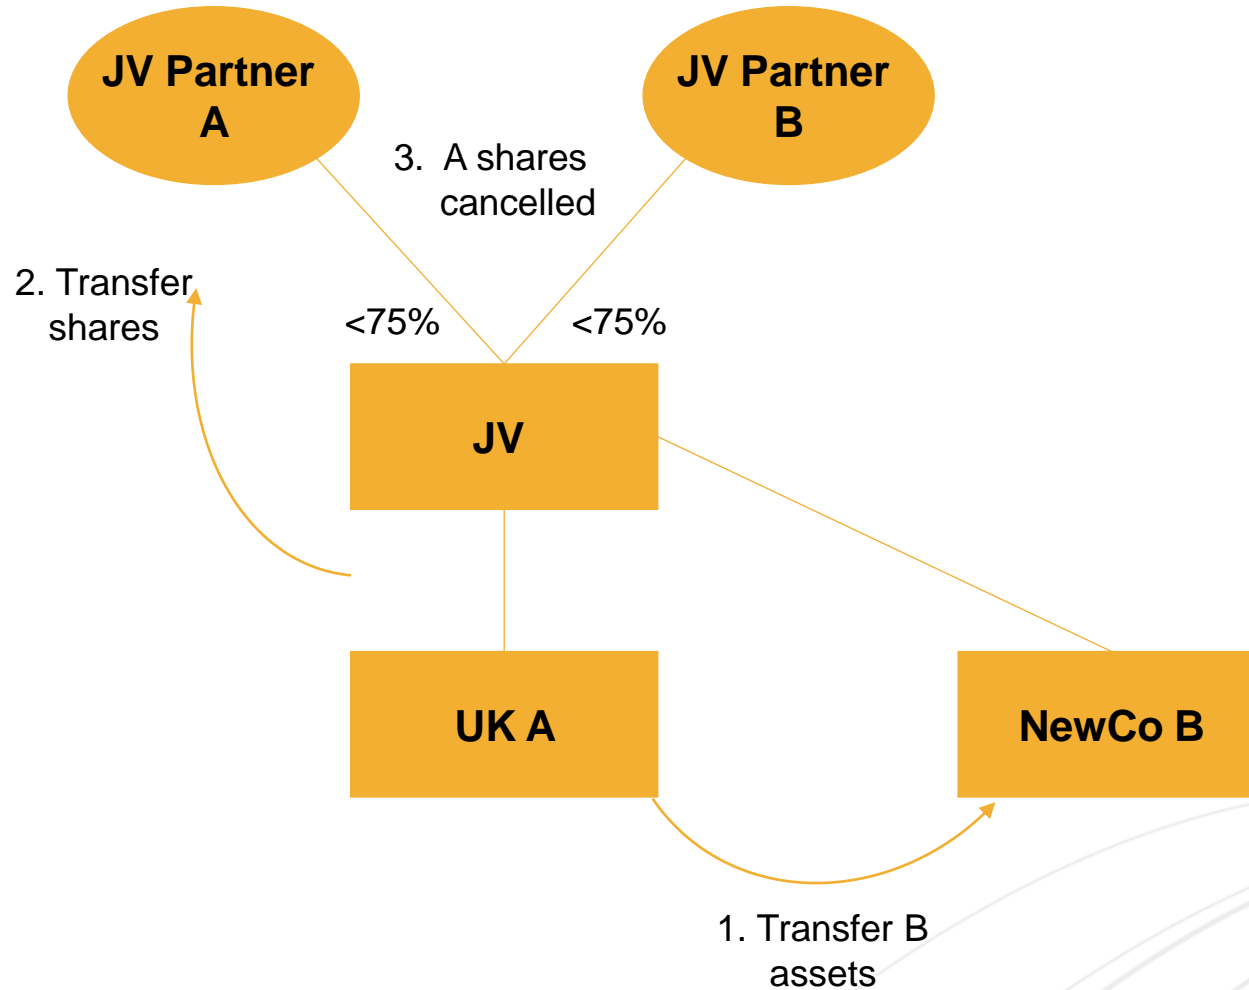 JV Partner
A
JV Partner
B
3. A shares
cancelled
2. Transfer
shares
<75%
<75%
JV
UK A
NewCo B
1. Transfer B
assets